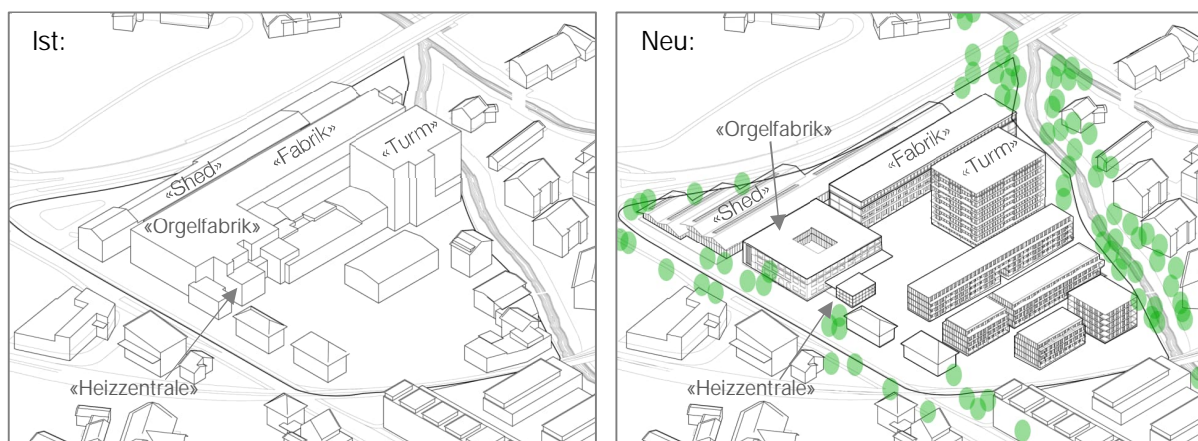 Ist:
«Turm»
«Fabrik»
«Shed»
«Orgelfabrik»
«Heizzentrale»
Neu:
«Orgelfabrik»
«Fabrik»
«Turm»
«Shed»
«Heizzentrale»